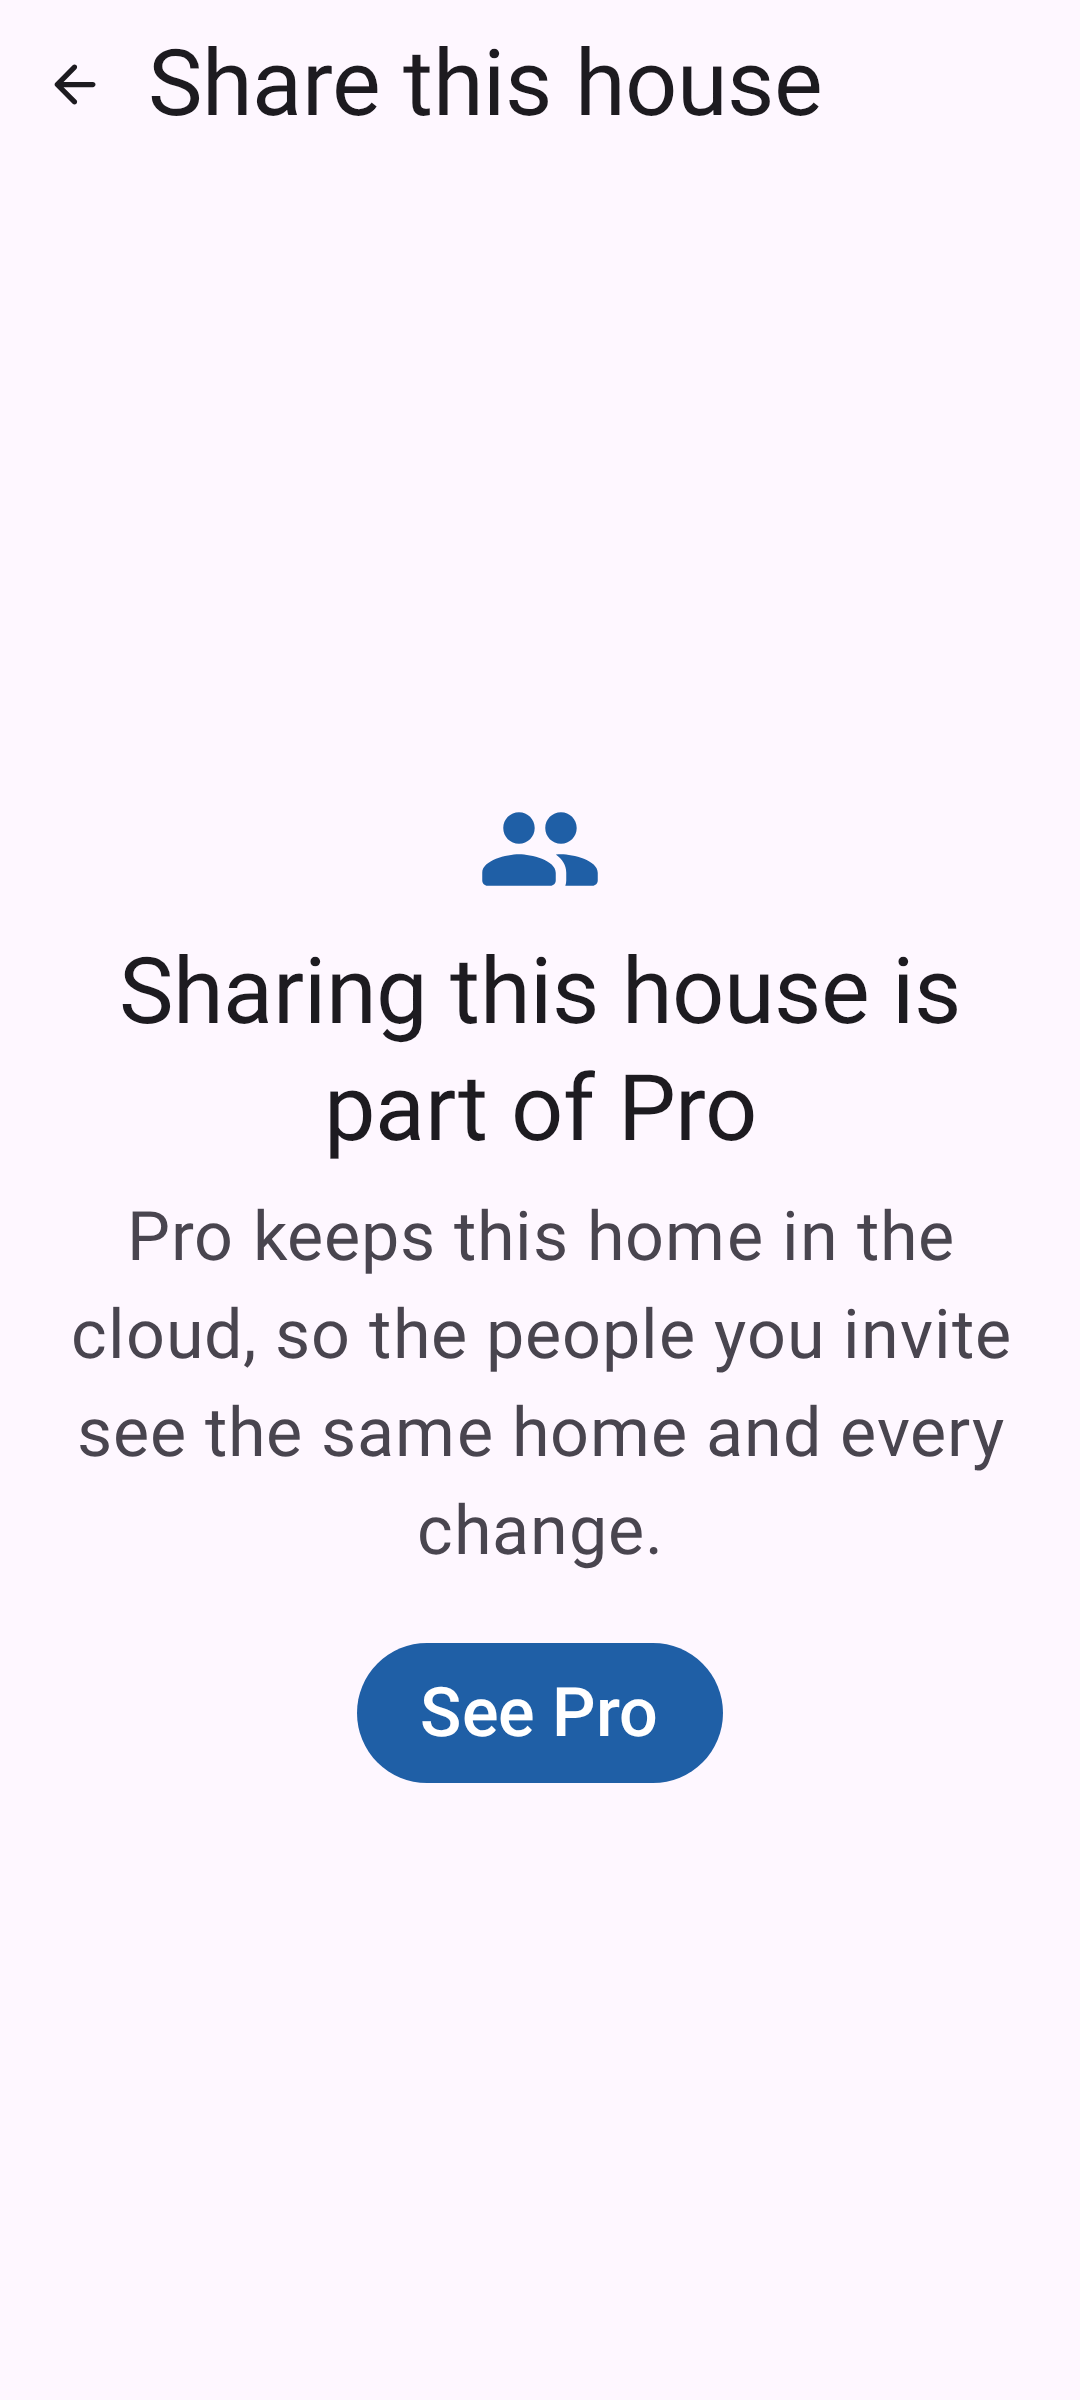 Share this house
Sharing this house is
part of Pro
Pro keeps this home in the
cloud, so the people you invite
see the same home and every
change.
See Pro